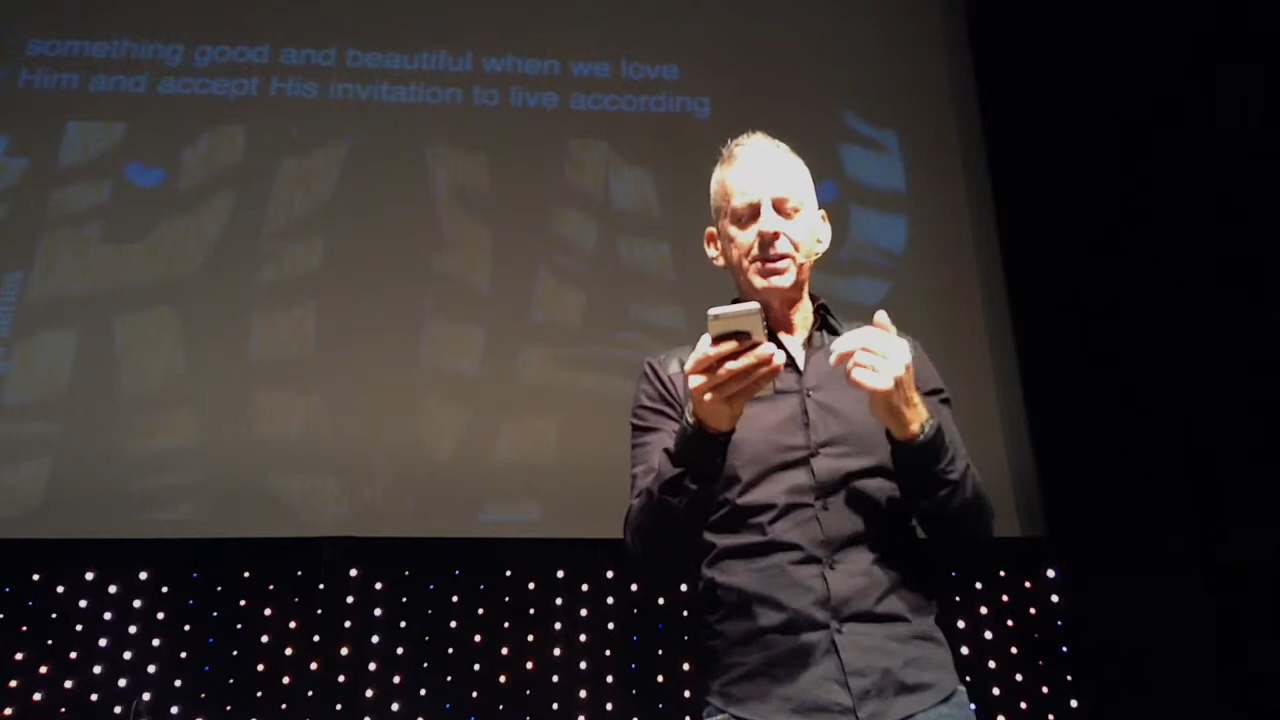 something good and beautiful when we love
Him and accept His invitation to live according